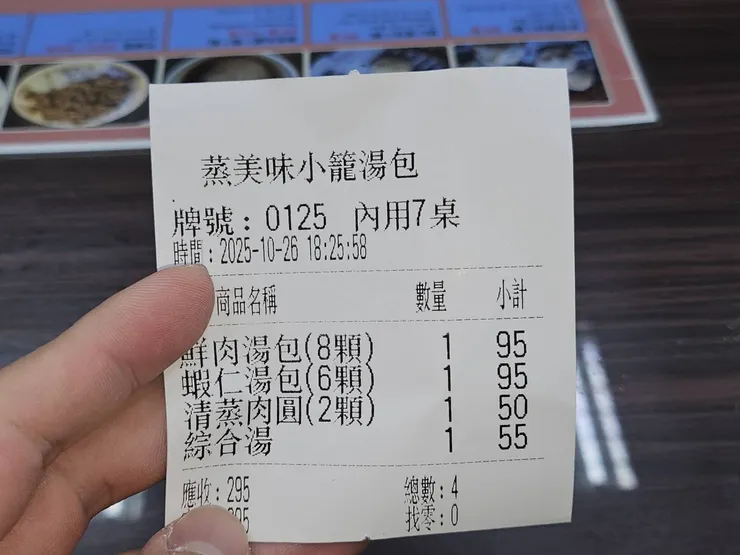 蒸美味小籠湯包
牌號：0125 內用7桌
時間：2025-10-26 18:25:58
商品名稱 數量 小計
鮮肉湯包(8顆) 1 95
蝦仁湯包(6顆) 1 95
清蒸肉圓(2顆) 1 50
綜合湯 1 55
應收：295 總數：4
找零：0